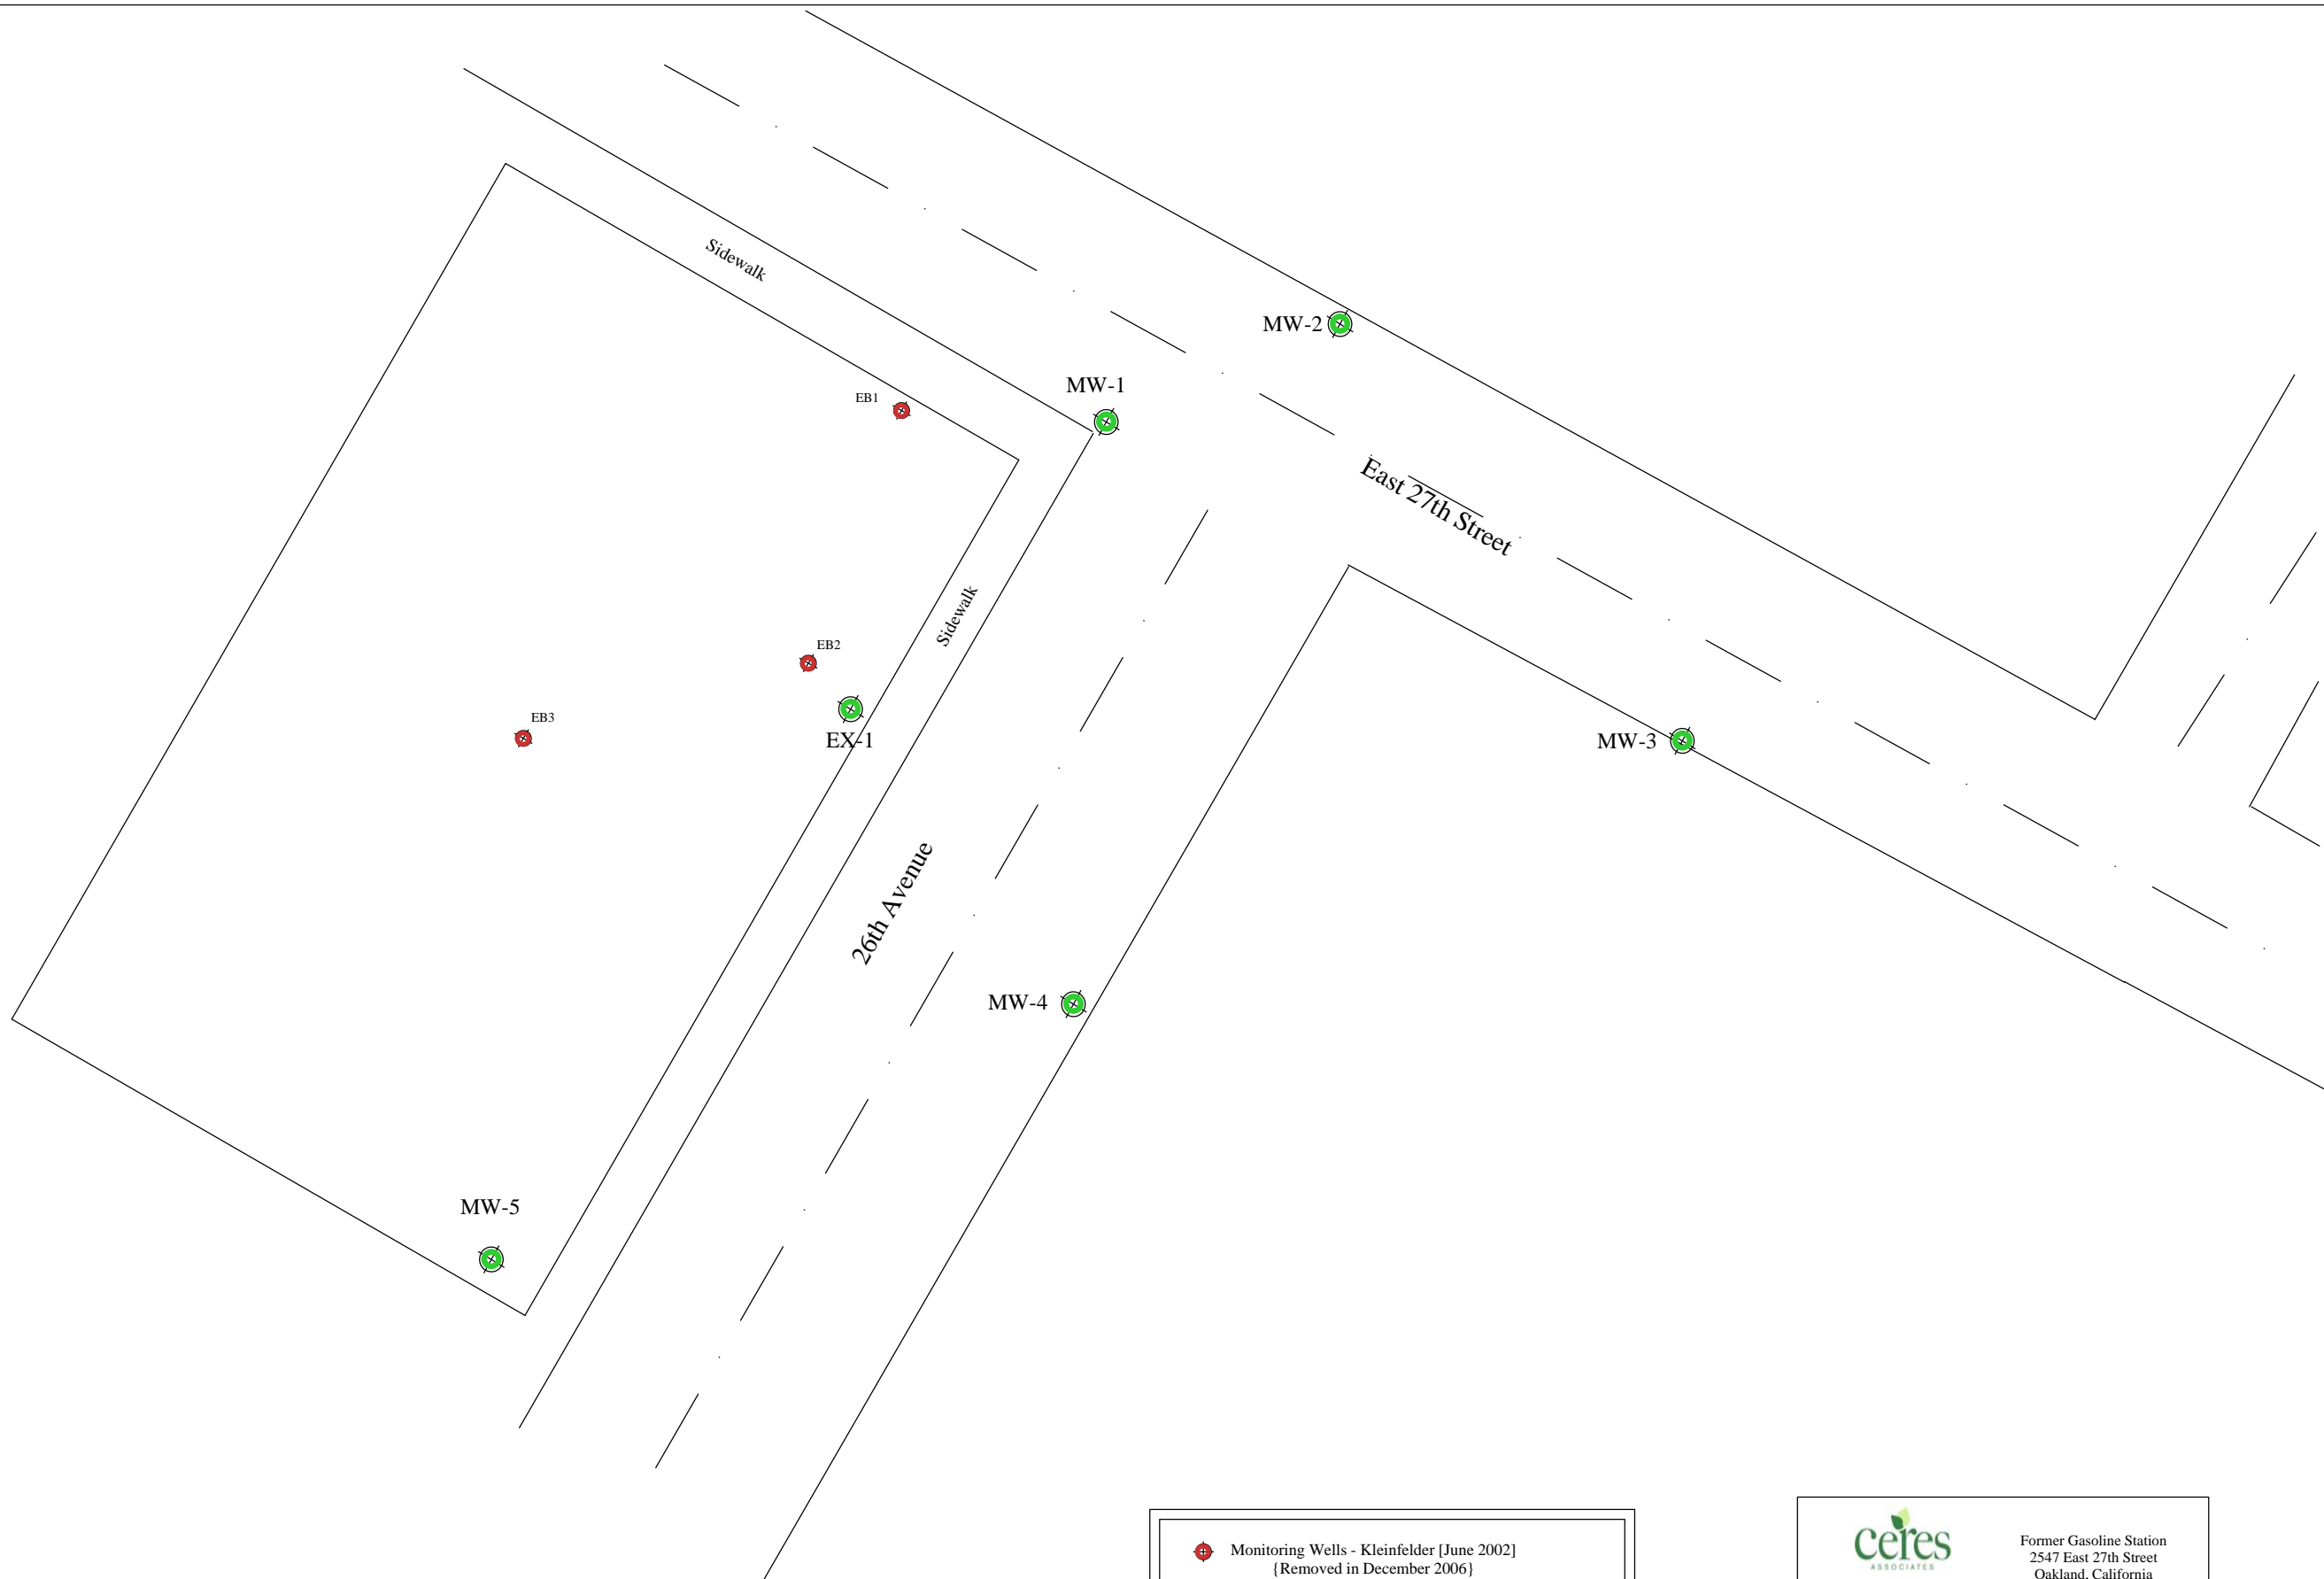 Sidewalk
MW-2
MW-1
EB1
East 27th Street
Sidewalk
EB2
EB3
EX-1
MW-3
26th Avenue
MW-4
MW-5
Monitoring Wells - Kleinfelder [June 2002]
{Removed in December 2006}
ceres
ASSOCIATES
Former Gasoline Station
2547 East 27th Street
Oakland, California